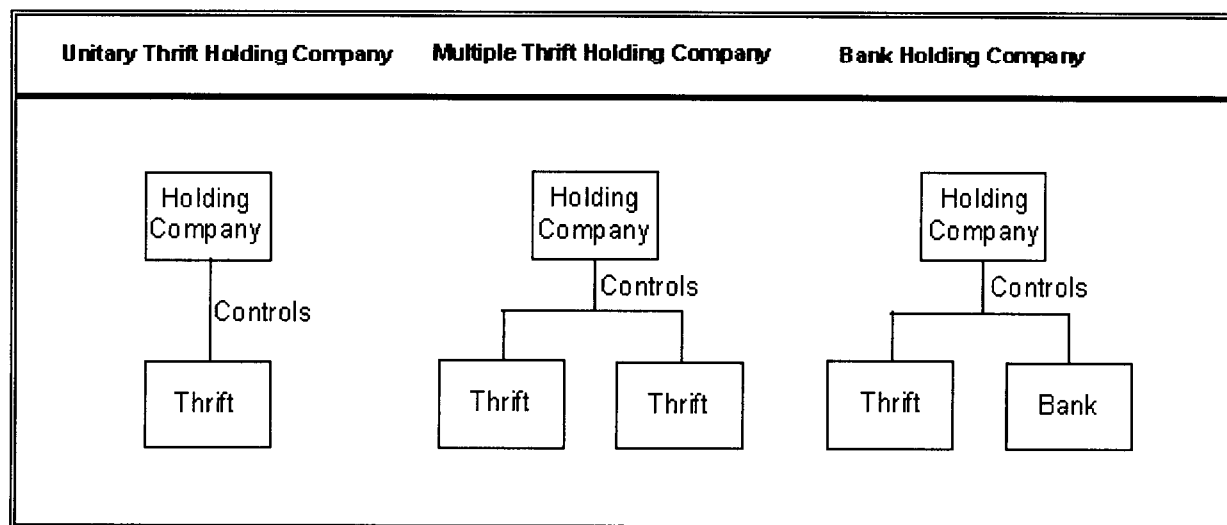 Unitary Thrift Holding Company
Multiple Thrift Holding Company
Bank Holding Company
Holding
Company
Controls
Thrift
Holding
Company
Controls
Thrift
Thrift
Holding
Company
Controls
Thrift
Bank